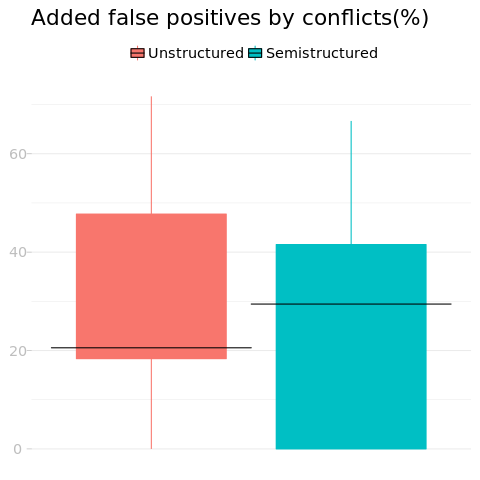 Added false positives by conflicts(%)
Unstructured Semistructured
60
40
20
0